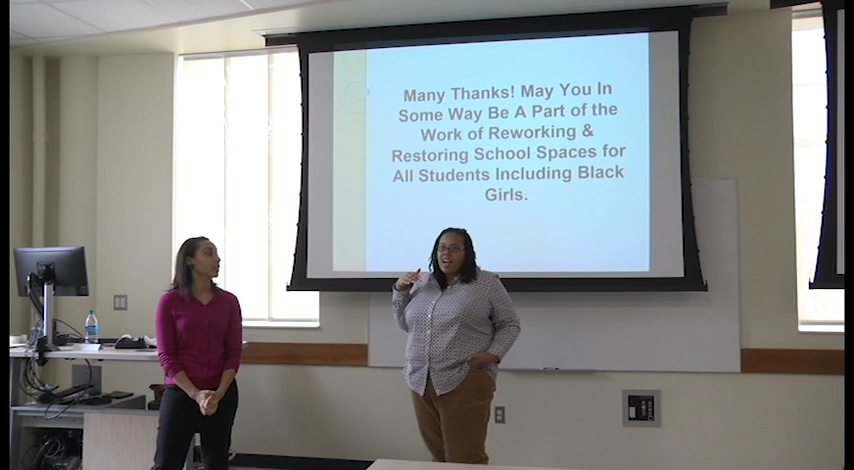 Many Thanks! May You In
Some Way Be A Part of the
Work of Reworking &
Restoring School Spaces for
All Students Including Black
Girls.